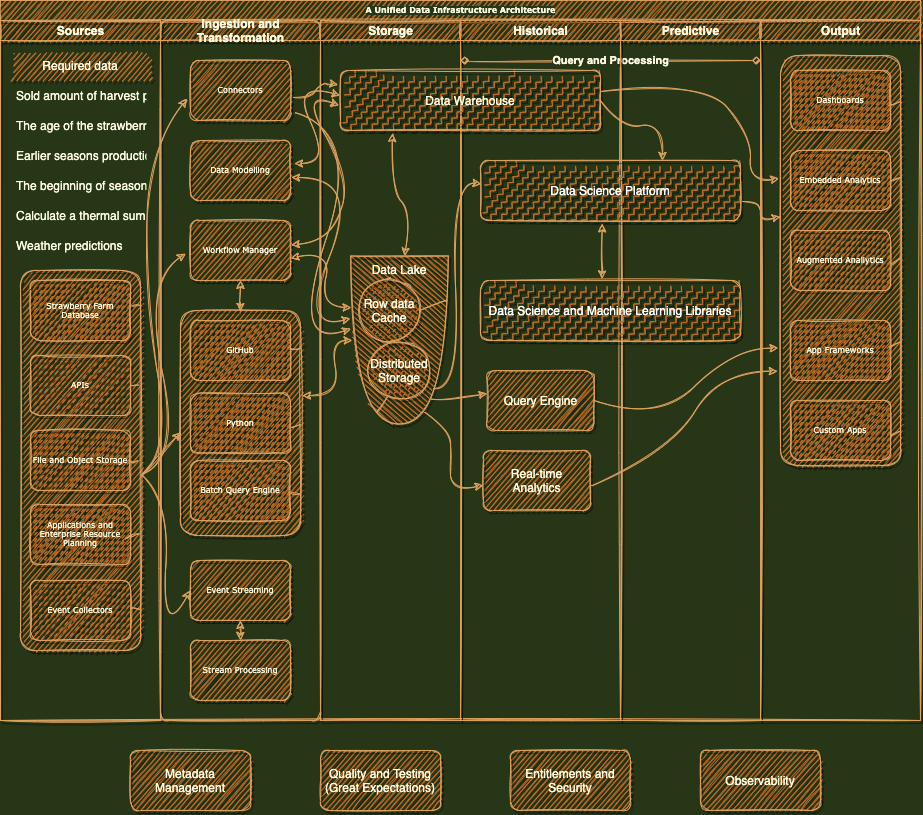 A Unified Data Infrastructure Architecture
Sources
Ingestion and
Transformation
Storage
Historical
Predictive
Output
Query and Processing
Required data
Sold amount of harvest p
The age of the strawberr
Earlier seasons producti
The beginning of season
Calculate a thermal sum
Weather predictions
Strawberry Farm
Database
APIs
File and Object Storage
Applications and
Enterprise Resource
Planning
Event Collectors
Connectors
Data Modelling
Workflow Manager
GitHub
Python
Batch Query Engine
Event Streaming
Stream Processing
Data Warehouse
Data Lake
Row data
Cache
Distributed
Storage
Data Science Platform
Data Science and Machine Learning Libraries
Query Engine
Real-time
Analytics
Dashboards
Embedded Analytics
Augmented Analytics
App Frameworks
Custom Apps
Metadata
Management
Quality and Testing
(Great Expectations)
Entitlements and
Security
Observability